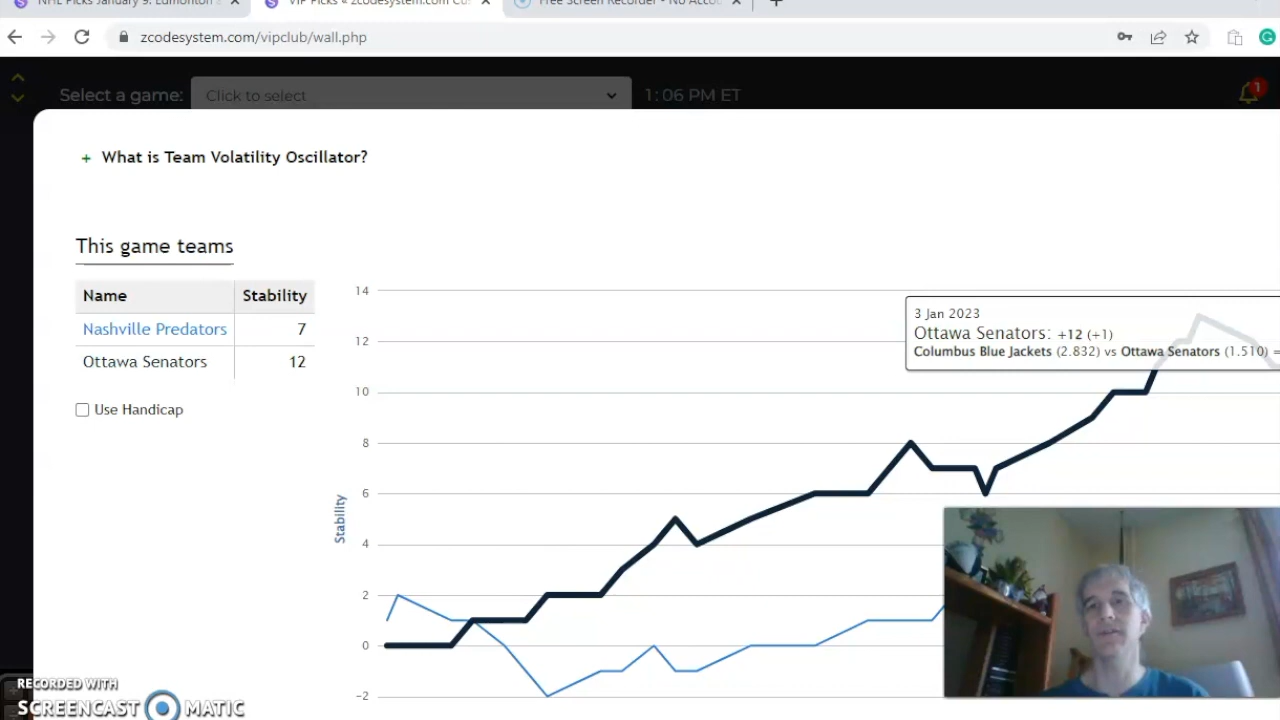 NHL Picks January 9: Edmonton
VIP Picks « zcodesystem.com
Free Screen Recorder - No
zcodesystem.com/vipclub/wall.php
Select a game:
Click to select
1:06 PM ET
1
+ What is Team Volatility Oscillator?
This game teams
Name Stability
Nashville Predators 7
Ottawa Senators 12
Use Handicap
Stability
14
12
10
8
6
4
2
0
-2
3 Jan 2023
Ottawa Senators: +12 (+1)
Columbus Blue Jackets (2.832) vs Ottawa Senators (1.510) =
RECORDED WITH
SCREENCAST MATIC